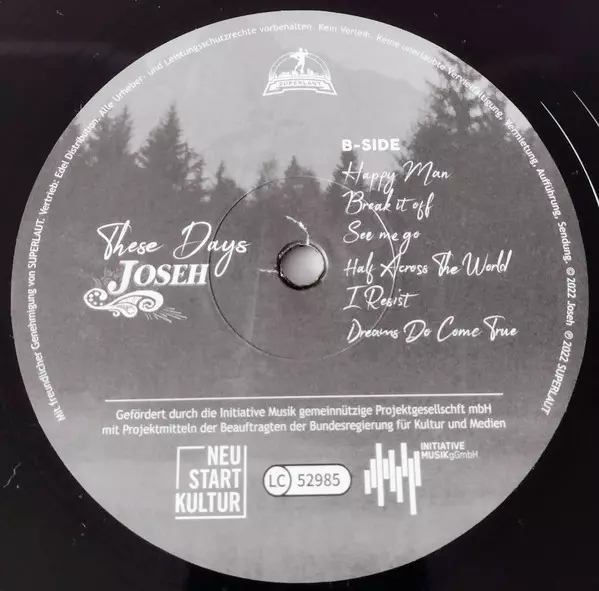 Mit freundlicher Genehmigung von SUPERLAUT. Vertrieb: Edel Distribution. Alle Urheber- und Leistungsschutzrechte vorbehalten. Kein Verleih. Keine unerlaubte Vervielfältigung, Vermietung, Aufführung, Sendung. © 2022 Joseh ℗ 2022 SUPERLAUT
SUPERLAUT
B-SIDE
Happy Man
Break it off
See me go
Half Across The World
I Resist
Dreams Do Come True
These Days
JOSEH
Gefördert durch die Initiative Musik gemeinnützige Projektgesellschft mbH
mit Projektmitteln der Beauftragten der Bundesregierung für Kultur und Medien
NEU
START
KULTUR
LC 52985
INITIATIVE
MUSIKgGmbH